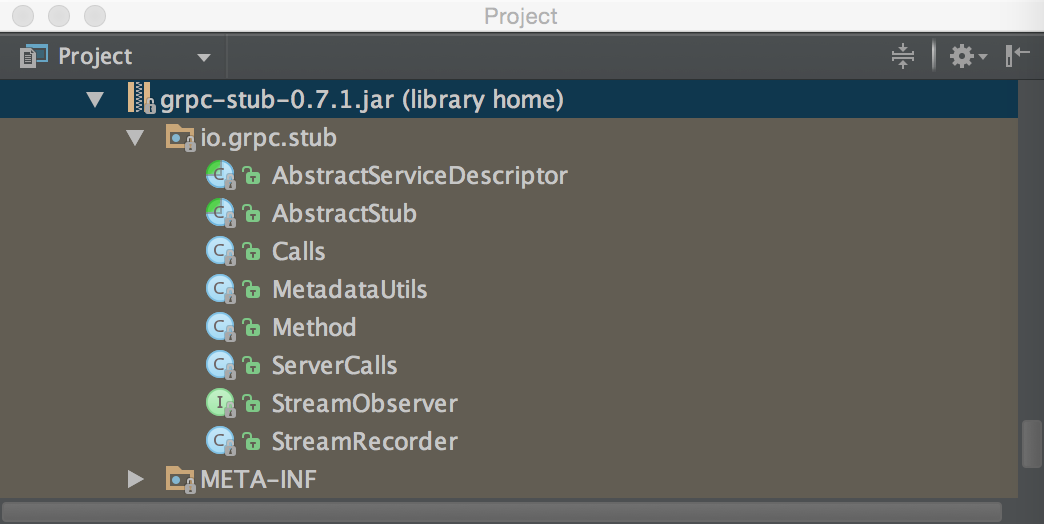 Project
Project
grpc-stub-0.7.1.jar (library home)
io.grpc.stub
C AbstractServiceDescriptor
C AbstractStub
C Calls
C MetadataUtils
C Method
C ServerCalls
I StreamObserver
C StreamRecorder
META-INF